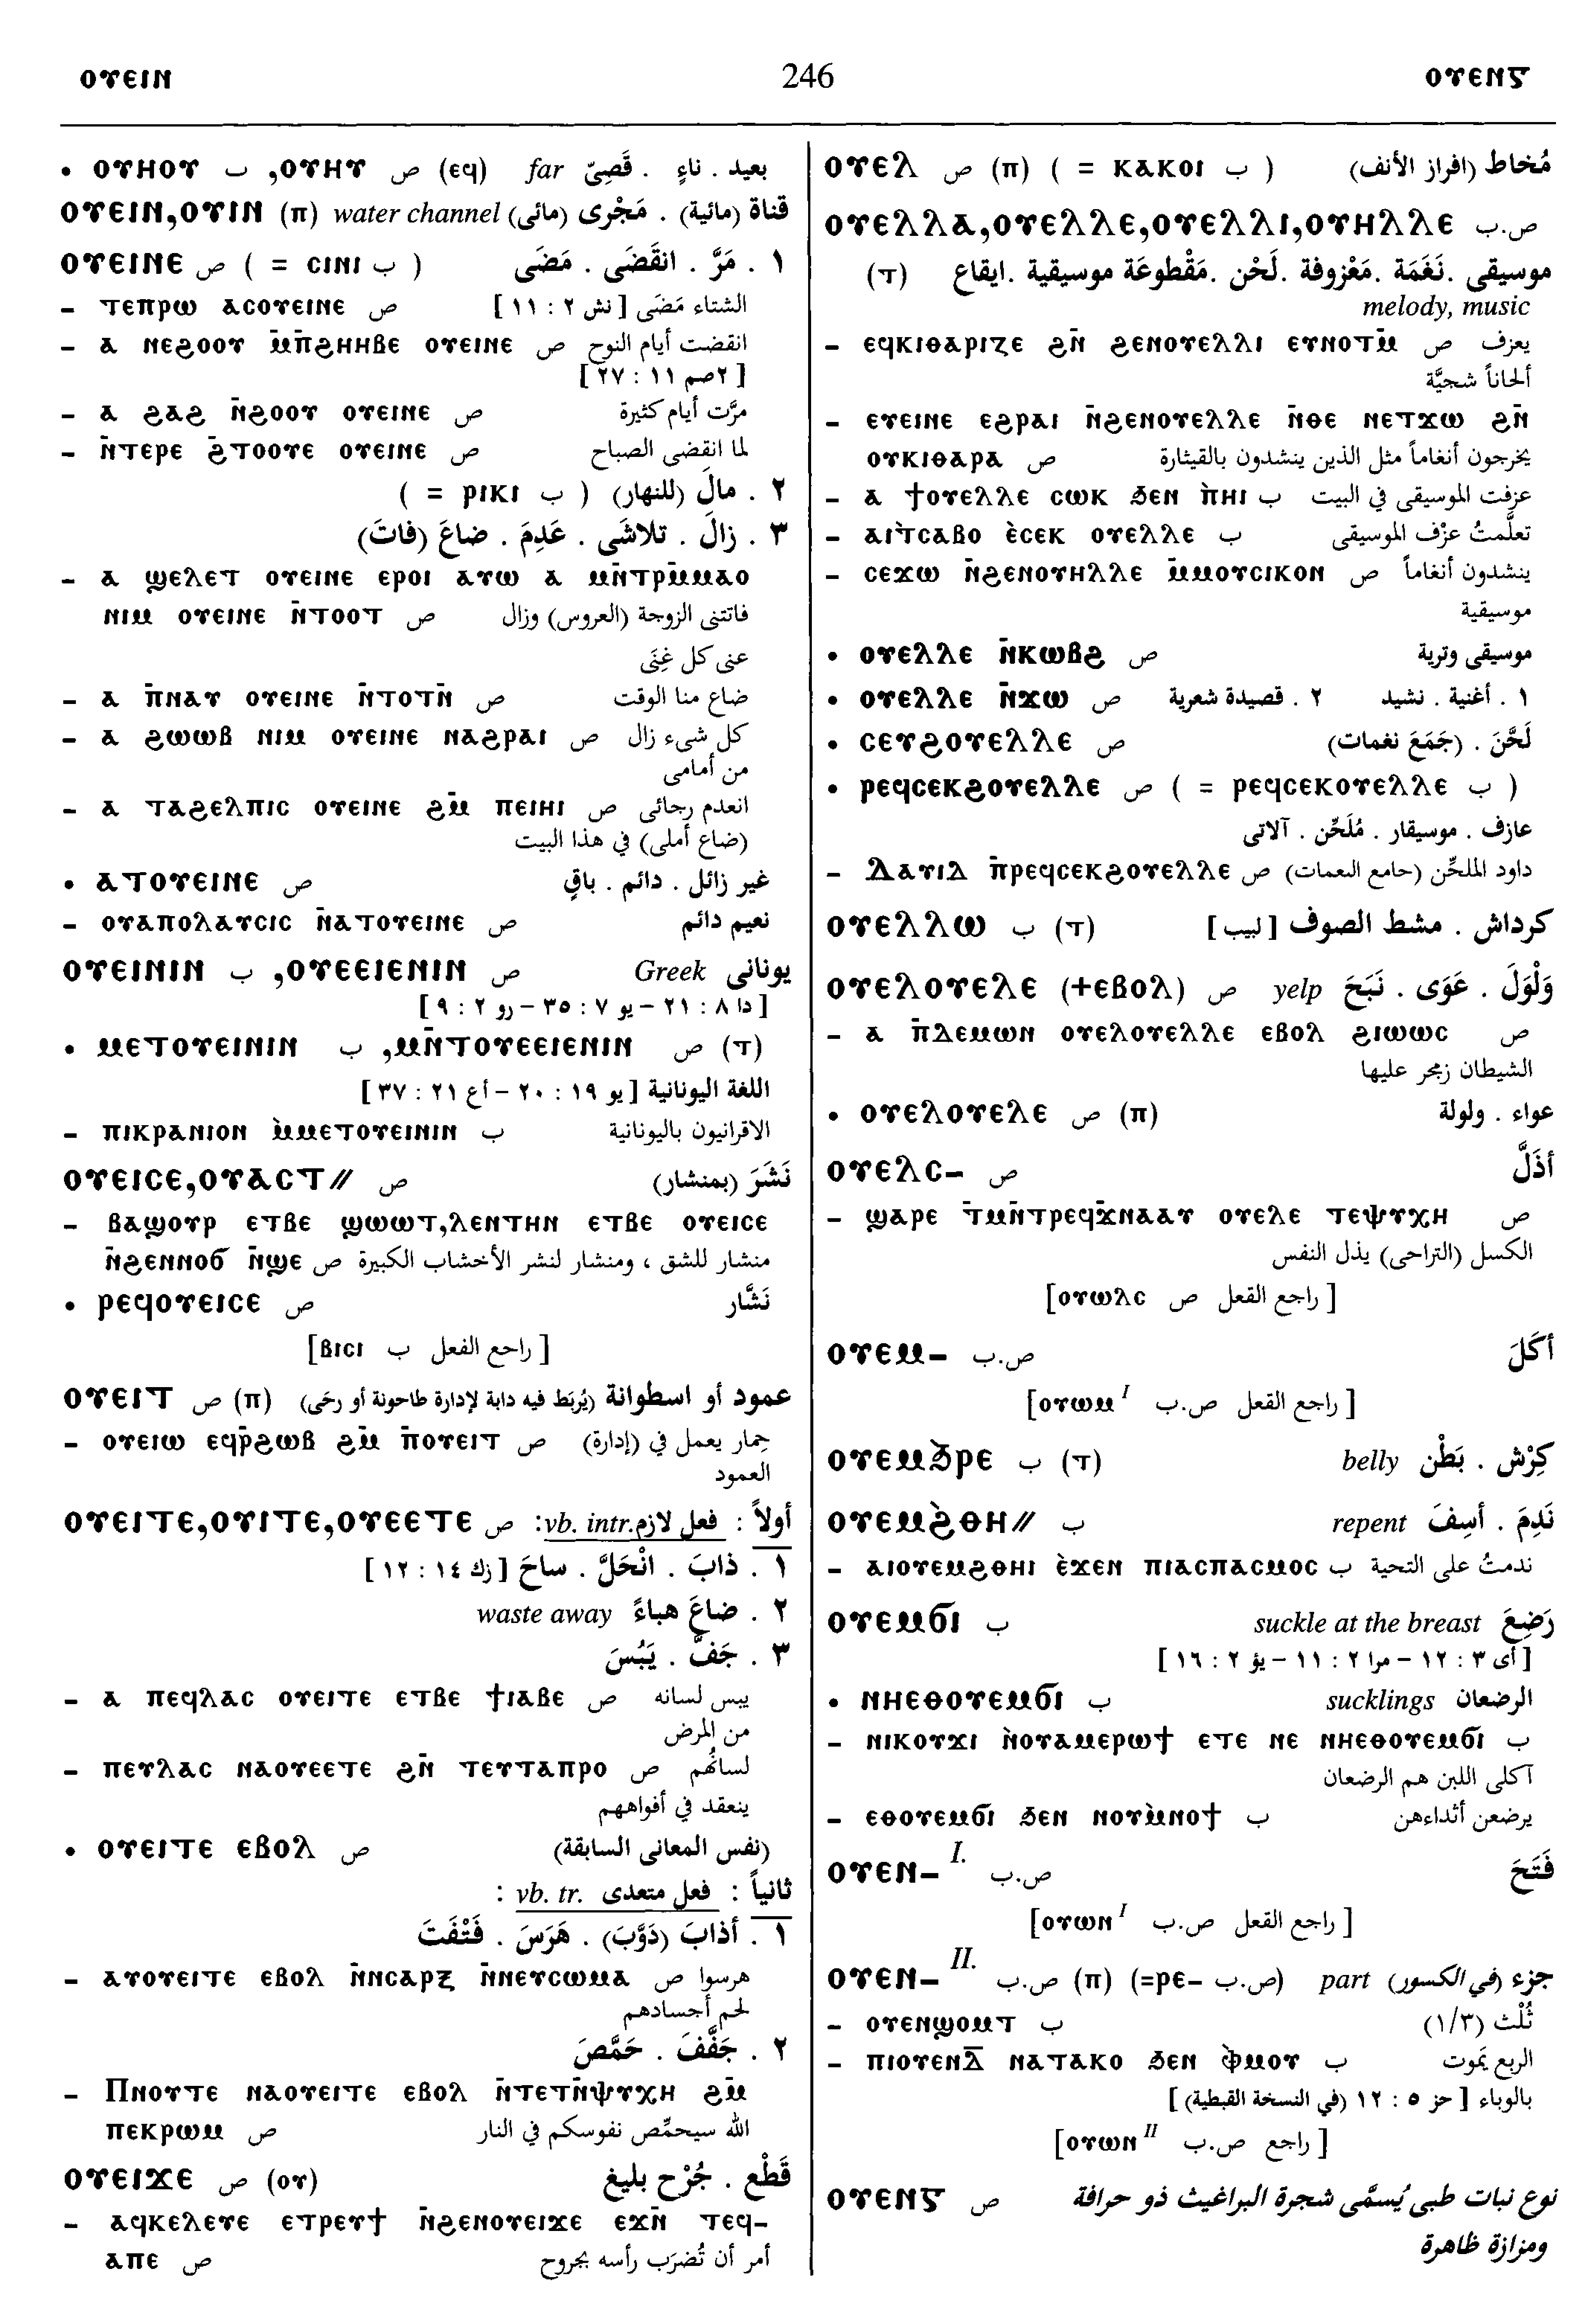 ⲟⲩⲉⲓⲛ 246 ⲟⲩⲉⲛⲋ
• ⲟⲩⲏⲟⲩ ب ,ⲟⲩⲏⲩ ص (ⲉϥ) far بعيد . ناءٍ . قَصِيّ
ⲟⲩⲉⲓⲛ,ⲟⲩⲓⲛ (ⲡ) water channel قناة (مائية) . مَجْرى (مائى)
ⲟⲩⲉⲓⲛⲉ ص ( = ⲥⲓⲛⲓ ب ) ١ . مَرَّ . انقَضَى . مَضَى
– ⲧⲉⲡⲣⲱ ⲁⲥⲟⲩⲉⲓⲛⲉ ص الشتاء مَضَى [ نش ٢ : ١١ ]
– ⲁ ⲛⲉϩⲟⲟⲩ ⲙ̄ⲡ̄ϩⲏⲏⲃⲉ ⲟⲩⲉⲓⲛⲉ ص انقضت أيام النوح
[ ٢صم ١١ : ٢٧ ]
– ⲁ ϩⲁϩ ⲛ̄ϩⲟⲟⲩ ⲟⲩⲉⲓⲛⲉ ص مرَّت أيام كثيرة
– ⲛ̄ⲧⲉⲣⲉ ϩ̄ⲧⲟⲟⲩⲉ ⲟⲩⲉⲓⲛⲉ ص لما انقضى الصباح
٢ . مالَ (للنهار) ( ب ⲣⲓⲕⲓ = )
٣ . زالَ . تلاشَى . عَدِمَ . ضاعَ (فاتَ)
– ⲁ ϣⲉⲗⲉⲧ ⲟⲩⲉⲓⲛⲉ ⲉⲣⲟⲓ ⲁⲩⲱ ⲁ ⲙⲛ̄ⲧⲣⲙ̄ⲙⲁⲟ
ⲛⲓⲙ ⲟⲩⲉⲓⲛⲉ ⲛ̄ⲧⲟⲟⲧ ص فاتتنى الزوجة (العروس) وزال
عنى كل غِنَى
– ⲁ ⲡ̄ⲛⲁⲩ ⲟⲩⲉⲓⲛⲉ ⲛ̄ⲧⲟⲧⲛ̄ ص ضاع منا الوقت
– ⲁ ϩⲱⲱⲃ ⲛⲓⲙ ⲟⲩⲉⲓⲛⲉ ⲛⲁϩⲣⲁⲓ ص كل شىء زال
من أمامى
– ⲁ ⲧⲁϩⲉⲗⲡⲓⲥ ⲟⲩⲉⲓⲛⲉ ϩⲙ̄ ⲡⲉⲓⲏⲓ ص انعدم رجائى
(ضاع أملى) في هذا البيت
• ⲁⲧⲟⲩⲉⲓⲛⲉ ص غير زائل . دائم . باقٍ
– ⲟⲩⲁⲡⲟⲗⲁⲩⲥⲓⲥ ⲛ̄ⲁⲧⲟⲩⲉⲓⲛⲉ ص نعيم دائم
ⲟⲩⲉⲓⲛⲓⲛ ب ,ⲟⲩⲉⲉⲓⲉⲛⲓⲛ ص Greek يونانى
[ دا ٨ : ٢١ – يو ٧ : ٣٥ – رو ٢ : ٩ ]
• ⲙⲉⲧⲟⲩⲉⲓⲛⲓⲛ ب ,ⲙⲛ̄ⲧⲟⲩⲉⲉⲓⲉⲛⲓⲛ ص (ⲧ)
اللغة اليونانية [ يو ١٩ : ٢٠ – أع ٢١ : ٣٧ ]
– ⲡⲓⲕⲣⲁⲛⲓⲟⲛ ⲙ̀ⲙⲉⲧⲟⲩⲉⲓⲛⲓⲛ ب الاقرانيون باليونانية
ⲟⲩⲉⲓⲥⲉ,ⲟⲩⲁⲥⲧ// ص نَشَرَ (بمنشار)
– ⲃⲁϣⲟⲩⲣ ⲉⲧⲃⲉ ϣⲱⲱⲧ,ⲗⲉⲛⲧⲏⲛ ⲉⲧⲃⲉ ⲟⲩⲉⲓⲥⲉ
ⲛ̄ϩⲉⲛⲛⲟϭ ⲛ̄ϣⲉ ص منشار للشق ، ومنشار لنشر الأخشاب الكبيرة
• ⲣⲉϥⲟⲩⲉⲓⲥⲉ ص نَشَّار
[ راجع الفعل ب ⲃⲓⲥⲓ]
ⲟⲩⲉⲓⲧ ص (ⲡ) عمود أو اسطوانة (يُربَط فيه دابة لإدارة طاحونة أو رحَى)
– ⲟⲩⲉⲓⲱ ⲉϥⲣ̄ϩⲱⲃ ϩⲙ̄ ⲡ̄ⲟⲩⲉⲓⲧ ص حِمار يعمل في (إدارة)
العمود
ⲟⲩⲉⲓⲧⲉ,ⲟⲩⲓⲧⲉ,ⲟⲩⲉⲉⲧⲉ ص أولاً : فعل لازم.vb. intr:
١ . ذابَ . انْحَلَّ . ساحَ [ زك ١٤ : ١٢ ]
٢ . ضاعَ هباءً waste away
٣ . جَفَّ . يَبُسَ
– ⲁ ⲡⲉϥⲗⲁⲥ ⲟⲩⲉⲓⲧⲉ ⲉⲧⲃⲉ ϯⲓⲁⲃⲉ ص يبس لسانه
من المرض
– ⲡⲉⲩⲗⲁⲥ ⲛⲁⲟⲩⲉⲉⲧⲉ ϩⲛ̄ ⲧⲉⲩⲧⲁⲡⲣⲟ ص لسانُهم
ينعقد في أفواههم
• ⲟⲩⲉⲓⲧⲉ ⲉⲃⲟⲗ ص (نفس المعانى السابقة)
ثانياً : فعل متعدى .vb. tr :
١ . أذابَ (ذَوَّبَ) . هَرَسَ . فَتْفَتَ
– ⲁⲩⲟⲩⲉⲓⲧⲉ ⲉⲃⲟⲗ ⲛ̄ⲛⲥⲁⲣⲝ ⲛ̄ⲛⲉⲩⲥⲱⲙⲁ ص هرسوا
لحم أجسادهم
٢ . جَفَّفَ . حَمَّصَ
– Ⲡⲛⲟⲩⲧⲉ ⲛⲁⲟⲩⲉⲓⲧⲉ ⲉⲃⲟⲗ ⲛ̄ⲧⲉⲧⲛ̄ⲯⲩⲭⲏ ϩⲙ̄
ⲡⲉⲕⲣⲱⲙ ص الله سيحمِّص نفوسكم في النار
ⲟⲩⲉⲓϫⲉ ص (ⲟⲩ) قَطْع . جُرْح بليغ
– ⲁϥⲕⲉⲗⲉⲩⲉ ⲉⲧⲣⲉⲩϯ ⲛ̄ϩⲉⲛⲟⲩⲉⲓϫⲉ ⲉϫⲛ̄ ⲧⲉϥ–
ⲁⲡⲉ ص أمر أن تُضرَب رأسه بجروح
ⲟⲩⲉⲗ ص (ⲡ) ( = ⲕⲁⲕⲟⲓ ب ) مُخاط (افراز الأنف)
ⲟⲩⲉⲗⲗⲁ,ⲟⲩⲉⲗⲗⲉ,ⲟⲩⲉⲗⲗⲓ,ⲟⲩⲏⲗⲗⲉ ص.ب
(ⲧ) موسيقى .نَغَمَة .مَعْزوفة .لَحْن .مَقْطوعَة موسيقية .ايقاع
melody, music
– ⲉϥⲕⲓⲑⲁⲣⲓⲍⲉ ϩⲛ̄ ϩⲉⲛⲟⲩⲉⲗⲗⲓ ⲉⲩⲛⲟⲧⲙ̄ ص يعزف
ألحاناً شجيَّة
– ⲉⲩⲉⲓⲛⲉ ⲉϩⲣⲁⲓ ⲛ̄ϩⲉⲛⲟⲩⲉⲗⲗⲉ ⲛ̄ⲑⲉ ⲛⲉⲧϫⲱ ϩⲛ̄
ⲟⲩⲕⲓⲑⲁⲣⲁ ص يخرجون أنغاماً مثل الذين ينشدون بالقيثارة
– ⲁ ϯⲟⲩⲉⲗⲗⲉ ⲥⲱⲕ ϧⲉⲛ ⲡ̀ⲏⲓ ب عزفت الموسيقى في البيت
– ⲁⲓⲧ̀ⲥⲁⲃⲟ ⲉ̀ⲥⲉⲕ ⲟⲩⲉⲗⲗⲉ ب تعلَّمتُ عزْف الموسيقى
– ⲥⲉϫⲱ ⲛ̄ϩⲉⲛⲟⲩⲏⲗⲗⲉ ⲙ̄ⲙⲟⲩⲥⲓⲕⲟⲛ ص ينشدون أنغاماً
موسيقية
• ⲟⲩⲉⲗⲗⲉ ⲛ̄ⲕⲱⲃϩ ص موسيقى وترية
• ⲟⲩⲉⲗⲗⲉ ⲛ̄ϫⲱ ص ١ . أغنية . نشيد ٢ . قصيدة شعرية
• ⲥⲉⲩϩⲟⲩⲉⲗⲗⲉ ص لَحَّنَ . (جَمَعَ نغمات)
• ⲣⲉϥⲥⲉⲕϩⲟⲩⲉⲗⲗⲉ ص ( = ⲣⲉϥⲥⲉⲕⲟⲩⲉⲗⲗⲉ ب )
عازف . موسيقار . مُلَحِّن . آلاتى
– Ⲇⲁⲩⲓⲇ ⲡ̄ⲣⲉϥⲥⲉⲕϩⲟⲩⲉⲗⲗⲉ ص داود الملحِّن (جامع النغمات)
ⲟⲩⲉⲗⲗⲱ ب (ⲧ) كرداش . مشط الصوف [ لبيب ]
ⲟⲩⲉⲗⲟⲩⲉⲗⲉ (+ⲉⲃⲟⲗ) ص yelp وَلْوَلَ . عَوَى . نَبَحَ
– ⲁ ⲡ̄ⲇⲉⲙⲱⲛ ⲟⲩⲉⲗⲟⲩⲉⲗⲗⲉ ⲉⲃⲟⲗ ϩⲓⲱⲱⲥ ص
الشيطان زمجر عليها
• ⲟⲩⲉⲗⲟⲩⲉⲗⲉ ص (ⲡ) عواء . ولولة
ⲟⲩⲉⲗⲥ– ص أذَلَّ
– ϣⲁⲣⲉ ⲧ̄ⲙⲛ̄ⲧⲣⲉϥϫ̄ⲛⲁⲁⲩ ⲟⲩⲉⲗⲉ ⲧⲉⲯⲩⲭⲏ ص
الكسل (التراحى) يذل النفس
[ راجع الفعل ص ⲟⲩⲱⲗⲥ]
ⲟⲩⲉⲙ– ص.ب أكَلَ
[ راجع الفعل ص.ب ⲟⲩⲱⲙ I]
ⲟⲩⲉⲙϧ̀ⲣⲉ ب (ⲧ) belly كِرْش . بَطْن
ⲟⲩⲉⲙϩ̀ⲑⲏ// ب repent نَدِمَ . أسِفَ
– ⲁⲓⲟⲩⲉⲙϩⲑⲏⲓ ⲉ̀ϫⲉⲛ ⲡⲓⲁⲥⲡⲁⲥⲙⲟⲥ ب ندمتُ على التحية
ⲟⲩⲉⲙϭⲓ ب suckle at the breast رَضِعَ
[ أى ٣ : ١٢ – مرا ٢ : ١١ – يؤ ٢ : ١٦ ]
• ⲛⲏⲉⲑⲟⲩⲉⲙϭⲓ ب sucklings الرضعان
– ⲛⲓⲕⲟⲩϫⲓ ⲛ̀ⲟⲩⲁⲙⲉⲣⲱϯ ⲉⲧⲉ ⲛⲉ ⲛⲏⲉⲑⲟⲩⲉⲙϭⲓ ب
آكلى اللبن هم الرضعان
– ⲉⲑⲟⲩⲉⲙϭⲓ ϧⲉⲛ ⲛⲟⲩⲙ̀ⲛⲟϯ ب يرضعن أثداءهن
ⲟⲩⲉⲛ– I. ص.ب فَتَحَ
[ راجع الفعل ص.ب ⲟⲩⲱⲛ I]
ⲟⲩⲉⲛ– II. ص.ب (ⲡ) (=ⲣⲉ– ص.ب) part جزء (في الكسور)
– ⲟⲩⲉⲛϣⲟⲙⲧ ب ثُلْث (١/٣)
– ⲡⲓⲟⲩⲉⲛⲇ̄ ⲛⲁⲧⲁⲕⲟ ϧⲉⲛ ⲫ̀ⲙⲟⲩ ب الربع يَموت
بالوباء [ حز ٥ : ١٢ (في النسخة القبطية) ]
[ راجع ص.ب ⲟⲩⲱⲛ II]
ⲟⲩⲉⲛⲋ ص نوع نبات طبى يُسمَّى شجرة البراغيث ذو حرافة
ومزازة ظاهرة